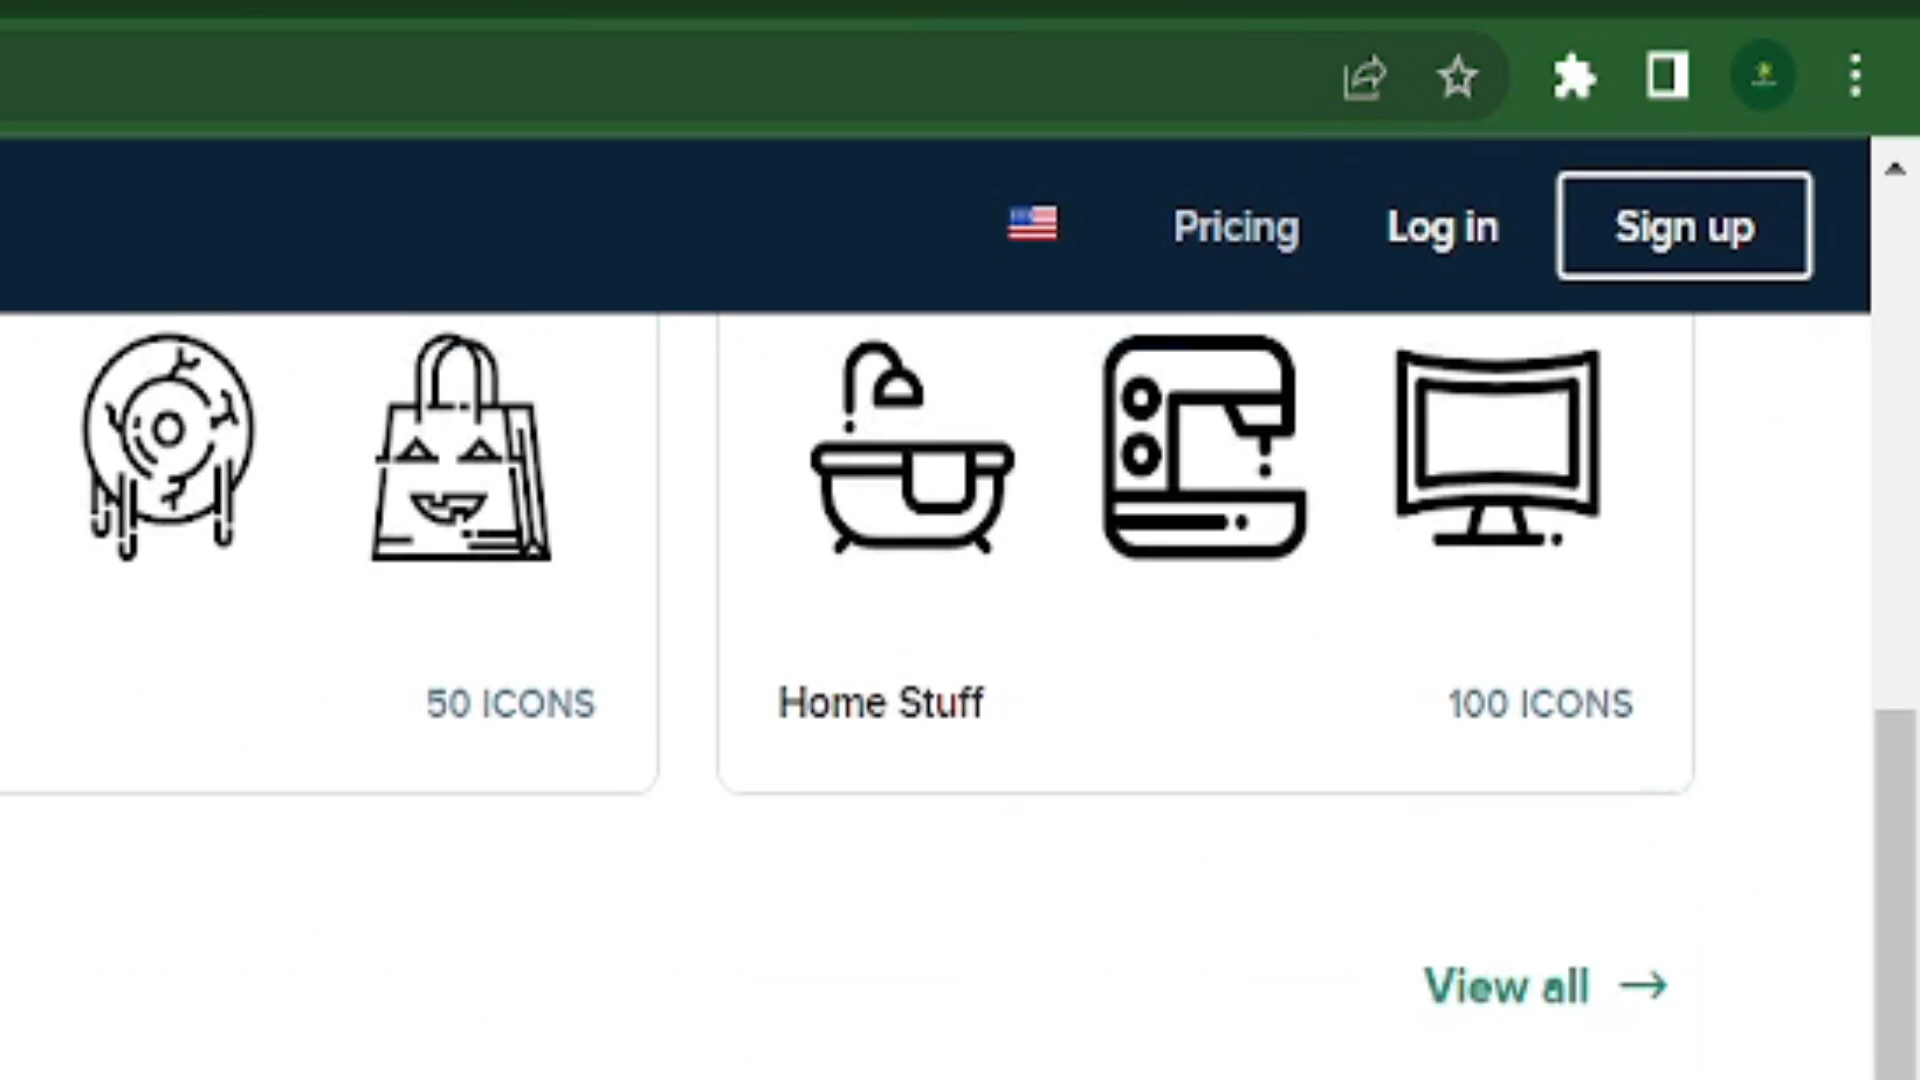 Pricing Log in Sign up
50 ICONS
Home Stuff 100 ICONS
View all →